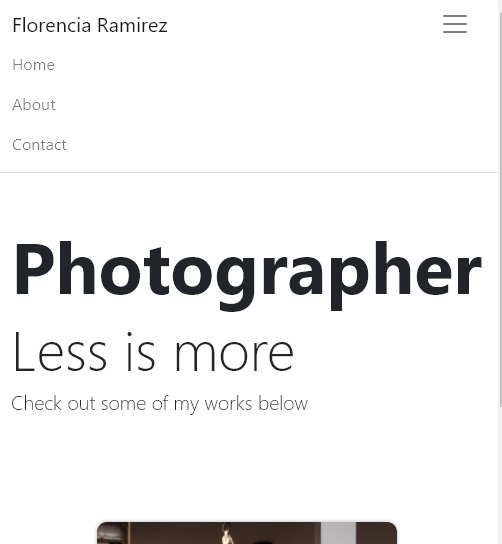 Florencia Ramirez
Home
About
Contact
Photographer
Less is more
Check out some of my works below